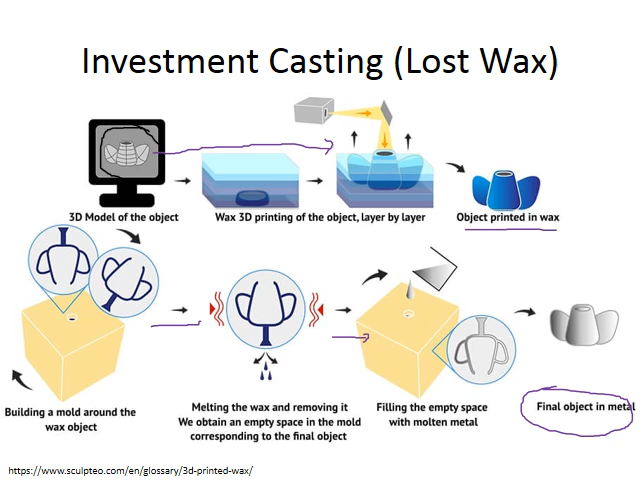 Investment Casting (Lost Wax)
3D Model of the object
Wax 3D printing of the object, layer by layer
Object printed in wax
Building a mold around the
wax object
Melting the wax and removing it
We obtain an empty space in the mold
corresponding to the final object
Filling the empty space
with molten metal
Final object in metal
https://www.sculpteo.com/en/glossary/3d-printed-wax/